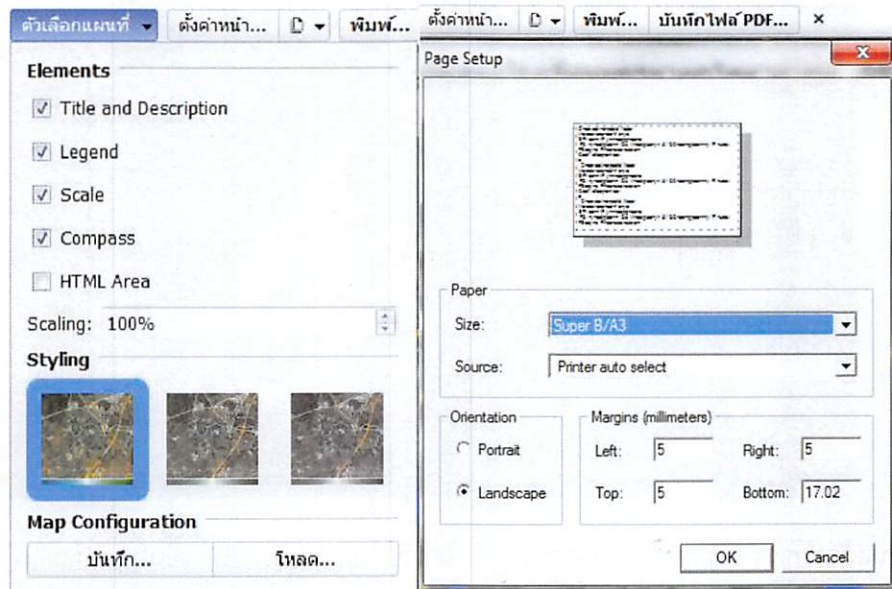 ตัวเลือกแผนที่ ตั้งค่าหน้า... พิมพ์...
Elements
Title and Description
Legend
Scale
Compass
HTML Area
Scaling: 100%
Styling
Map Configuration
บันทึก... โหลด...
ตั้งค่าหน้า... พิมพ์... บันทึกไฟล์ PDF... ×
Page Setup
Paper
Size: Super B/A3
Source: Printer auto select
Orientation
Portrait
Landscape
Margins (millimeters)
Left: 5 Right: 5
Top: 5 Bottom: 17.02
OK Cancel